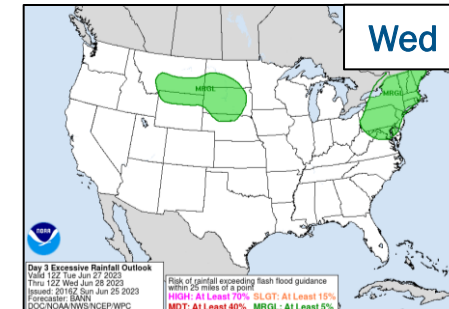 Wed
MRGL
MRGL
NOAA
Day 3 Excessive Rainfall Outlook
Valid 12Z Tue Jun 27 2023
Thru 12Z Wed Jun 28 2023
Issued: 2016Z Sun Jun 25 2023
Forecaster: BANN
DOC/NOAA/NWS/NCEP/WPC
Risk of rainfall exceeding flash flood guidance
within 25 miles of a point
HIGH: At Least 70% SLGT: At Least 15%
MDT: At Least 40% MRGL: At Least 5%